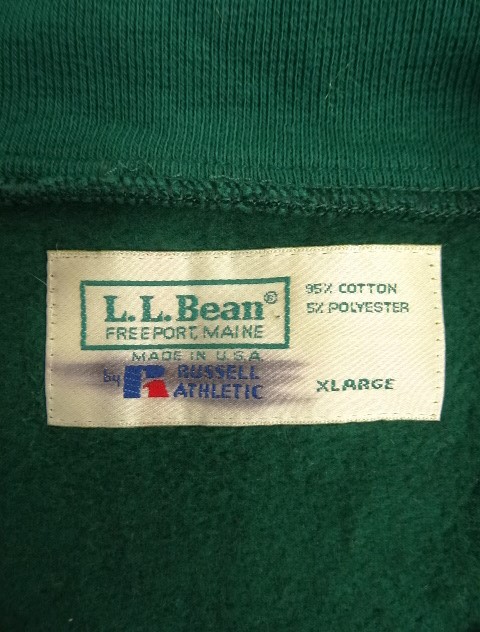 L.L.Bean®
FREEPORT, MAINE
MADE IN U.S.A.
by RUSSELL
ATHLETIC
95% COTTON
5% POLYESTER
XLARGE